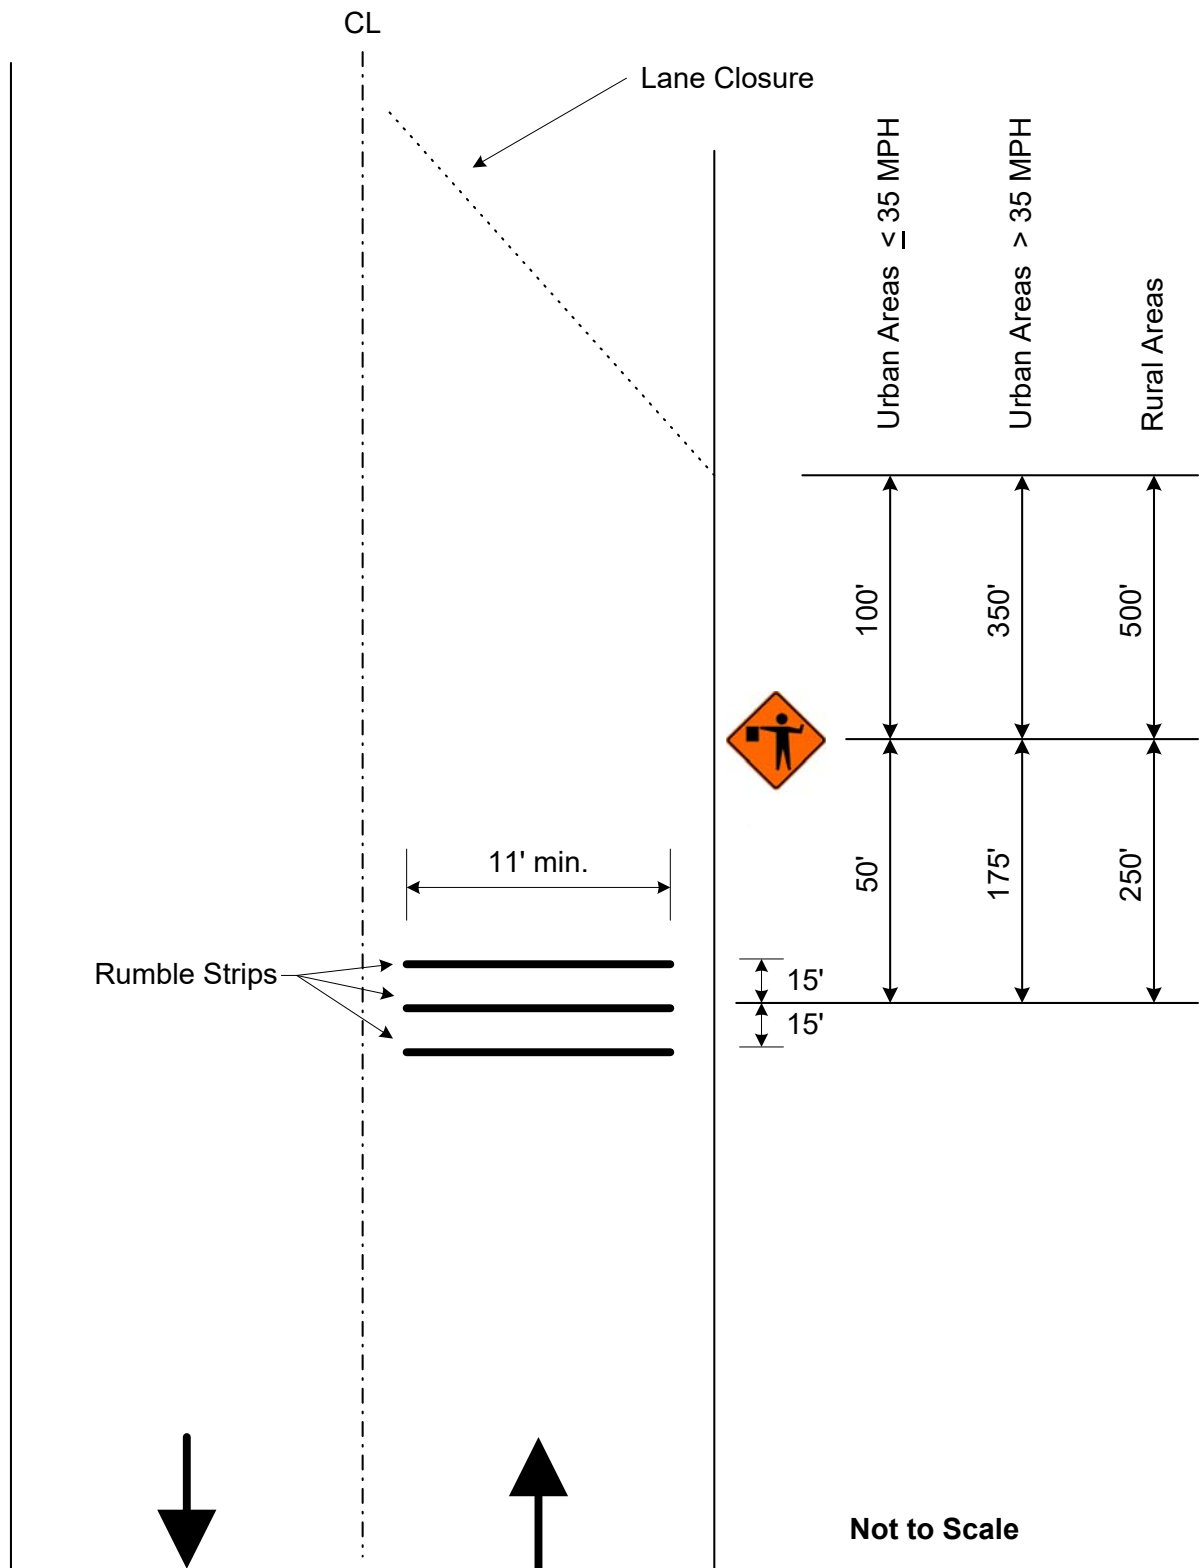 CL
Lane Closure
Urban Areas ≤ 35 MPH
Urban Areas > 35 MPH
Rural Areas
100'
350'
500'
11' min.
50'
175'
250'
Rumble Strips
15'
15'
Not to Scale